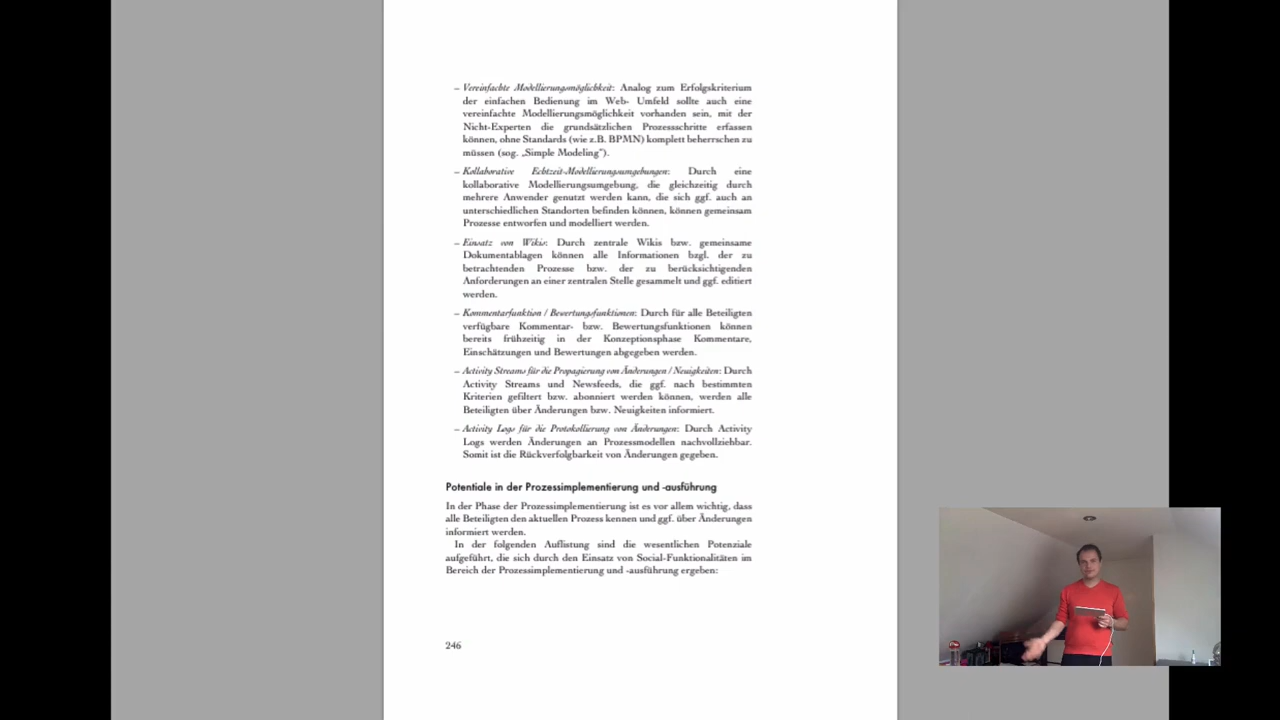 – Vereinfachte Modellierungsmöglichkeit: Analog zum Erfolgskriterium
der einfachen Bedienung im Web- Umfeld sollte auch eine
vereinfachte Modellierungsmöglichkeit vorhanden sein, mit der
Nicht-Experten die grundsätzlichen Prozessschritte erfassen
können, ohne Standards (wie z.B. BPMN) komplett beherrschen zu
müssen (sog. „Simple Modeling“).
– Kollaborative Echtzeit-Modellierungsumgebungen: Durch eine
kollaborative Modellierungsumgebung, die gleichzeitig durch
mehrere Anwender genutzt werden kann, die sich ggf. auch an
unterschiedlichen Standorten befinden können, können gemeinsam
Prozesse entworfen und modelliert werden.
– Einsatz von Wikis: Durch zentrale Wikis bzw. gemeinsame
Dokumentablagen können alle Informationen bzgl. der zu
betrachtenden Prozesse bzw. der zu berücksichtigenden
Anforderungen an einer zentralen Stelle gesammelt und ggf. editiert
werden.
– Kommentarfunktion / Bewertungsfunktionen: Durch für alle Beteiligten
verfügbare Kommentar- bzw. Bewertungsfunktionen können
bereits frühzeitig in der Konzeptionsphase Kommentare,
Einschätzungen und Bewertungen abgegeben werden.
– Activity Streams für die Propagierung von Änderungen / Neuigkeiten: Durch
Activity Streams und Newsfeeds, die ggf. nach bestimmten
Kriterien gefiltert bzw. abonniert werden können, werden alle
Beteiligten über Änderungen bzw. Neuigkeiten informiert.
– Activity Logs für die Protokollierung von Änderungen: Durch Activity
Logs werden Änderungen an Prozessmodellen nachvollziehbar.
Somit ist die Rückverfolgbarkeit von Änderungen gegeben.
Potentiale in der Prozessimplementierung und -ausführung
In der Phase der Prozessimplementierung ist es vor allem wichtig, dass
alle Beteiligten den aktuellen Prozess kennen und ggf. über Änderungen
informiert werden.
In der folgenden Auflistung sind die wesentlichen Potenziale
aufgeführt, die sich durch den Einsatz von Social-Funktionalitäten im
Bereich der Prozessimplementierung und -ausführung ergeben:
246